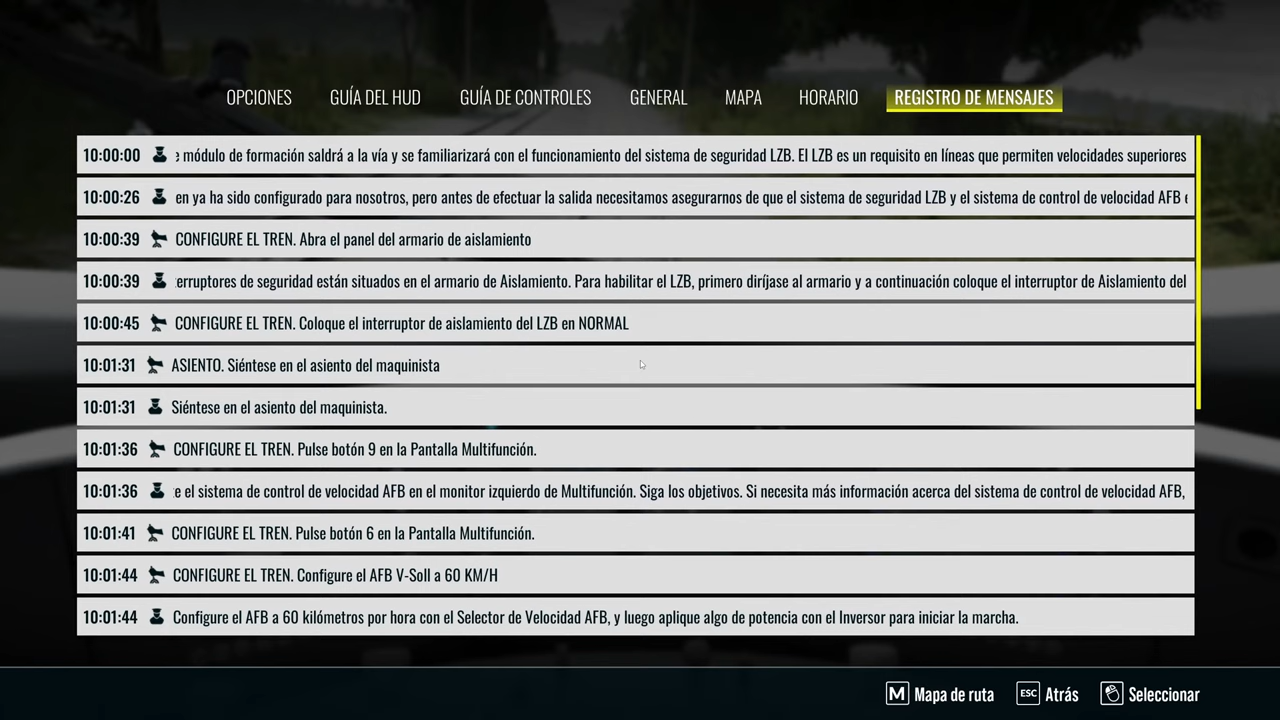 OPCIONES GUÍA DEL HUD GUÍA DE CONTROLES GENERAL MAPA HORARIO REGISTRO DE MENSAJES
10:00:00 módulo de formación saldrá a la vía y se familiarizará con el funcionamiento del sistema de seguridad LZB. El LZB es un requisito en líneas que permiten velocidades superiores
10:00:26 en ya ha sido configurado para nosotros, pero antes de efectuar la salida necesitamos asegurarnos de que el sistema de seguridad LZB y el sistema de control de velocidad AFB
10:00:39 CONFIGURE EL TREN. Abra el panel del armario de aislamiento
10:00:39 erruptores de seguridad están situados en el armario de Aislamiento. Para habilitar el LZB, primero diríjase al armario y a continuación coloque el interruptor de Aislamiento del
10:00:45 CONFIGURE EL TREN. Coloque el interruptor de aislamiento del LZB en NORMAL
10:01:31 ASIENTO. Siéntese en el asiento del maquinista
10:01:31 Siéntese en el asiento del maquinista.
10:01:36 CONFIGURE EL TREN. Pulse botón 9 en la Pantalla Multifunción.
10:01:36 el sistema de control de velocidad AFB en el monitor izquierdo de Multifunción. Siga los objetivos. Si necesita más información acerca del sistema de control de velocidad AFB,
10:01:41 CONFIGURE EL TREN. Pulse botón 6 en la Pantalla Multifunción.
10:01:44 CONFIGURE EL TREN. Configure el AFB V-Soll a 60 KM/H
10:01:44 Configure el AFB a 60 kilómetros por hora con el Selector de Velocidad AFB, y luego aplique algo de potencia con el Inversor para iniciar la marcha.
M Mapa de ruta ESC Atrás Seleccionar